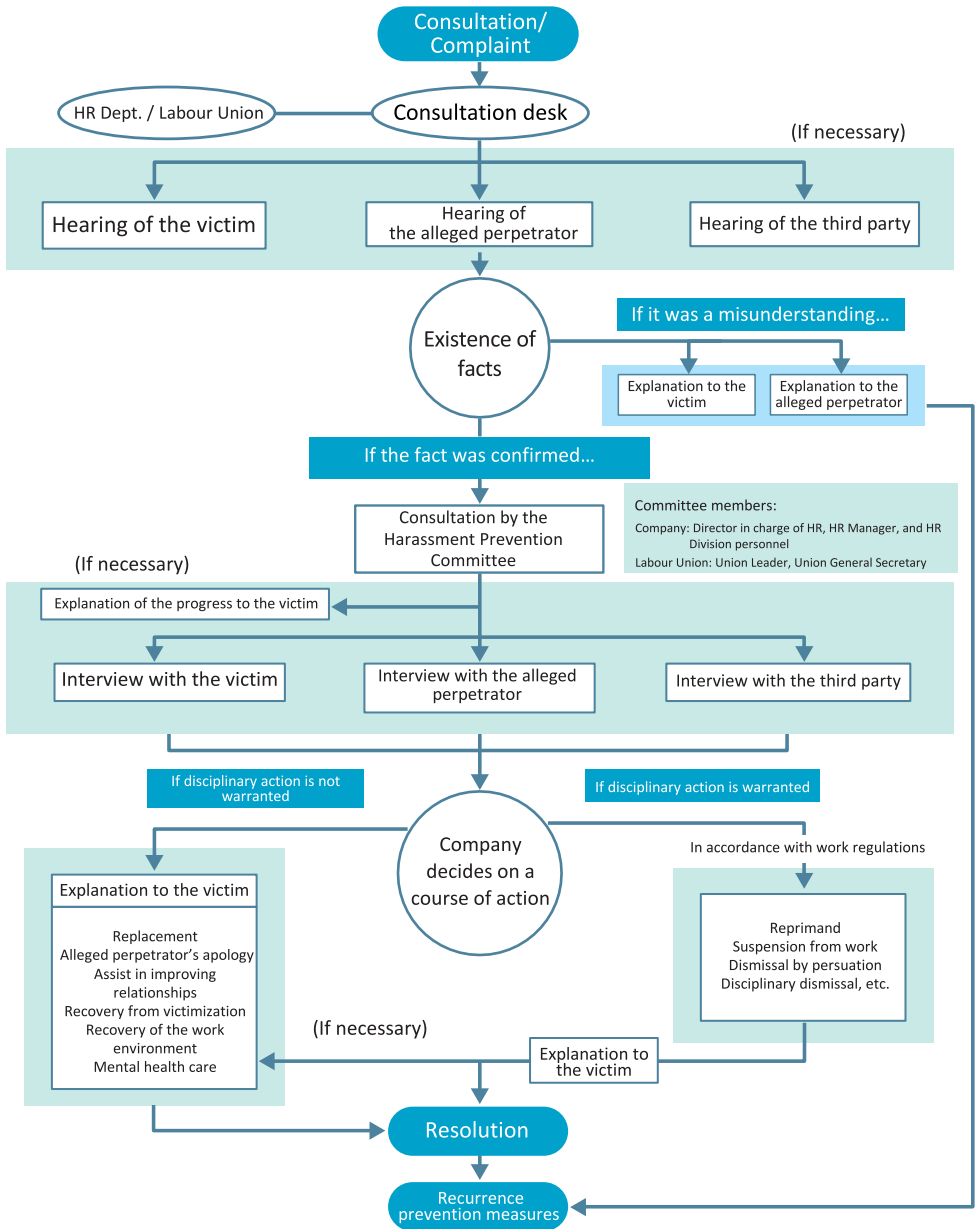 Consultation/
Complaint
HR Dept. / Labour Union
Consultation desk
(If necessary)
Hearing of the victim
Hearing of
the alleged perpetrator
Hearing of the third party
Existence of
facts
If it was a misunderstanding...
Explanation to the
victim
Explanation to the
alleged perpetrator
If the fact was confirmed...
Consultation by the
Harassment Prevention
Committee
Committee members:
Company: Director in charge of HR, HR Manager, and HR
Division personnel
Labour Union: Union Leader, Union General Secretary
(If necessary)
Explanation of the progress to the victim
Interview with the victim
Interview with the alleged
perpetrator
Interview with the third party
If disciplinary action is not
warranted
If disciplinary action is warranted
Company
decides on a
course of action
In accordance with work regulations
Explanation to the victim
Replacement
Alleged perpetrator's apology
Assist in improving
relationships
Recovery from victimization
Recovery of the work
environment
Mental health care
Reprimand
Suspension from work
Dismissal by persuation
Disciplinary dismissal, etc.
(If necessary)
Explanation to
the victim
Resolution
Recurrence
prevention measures